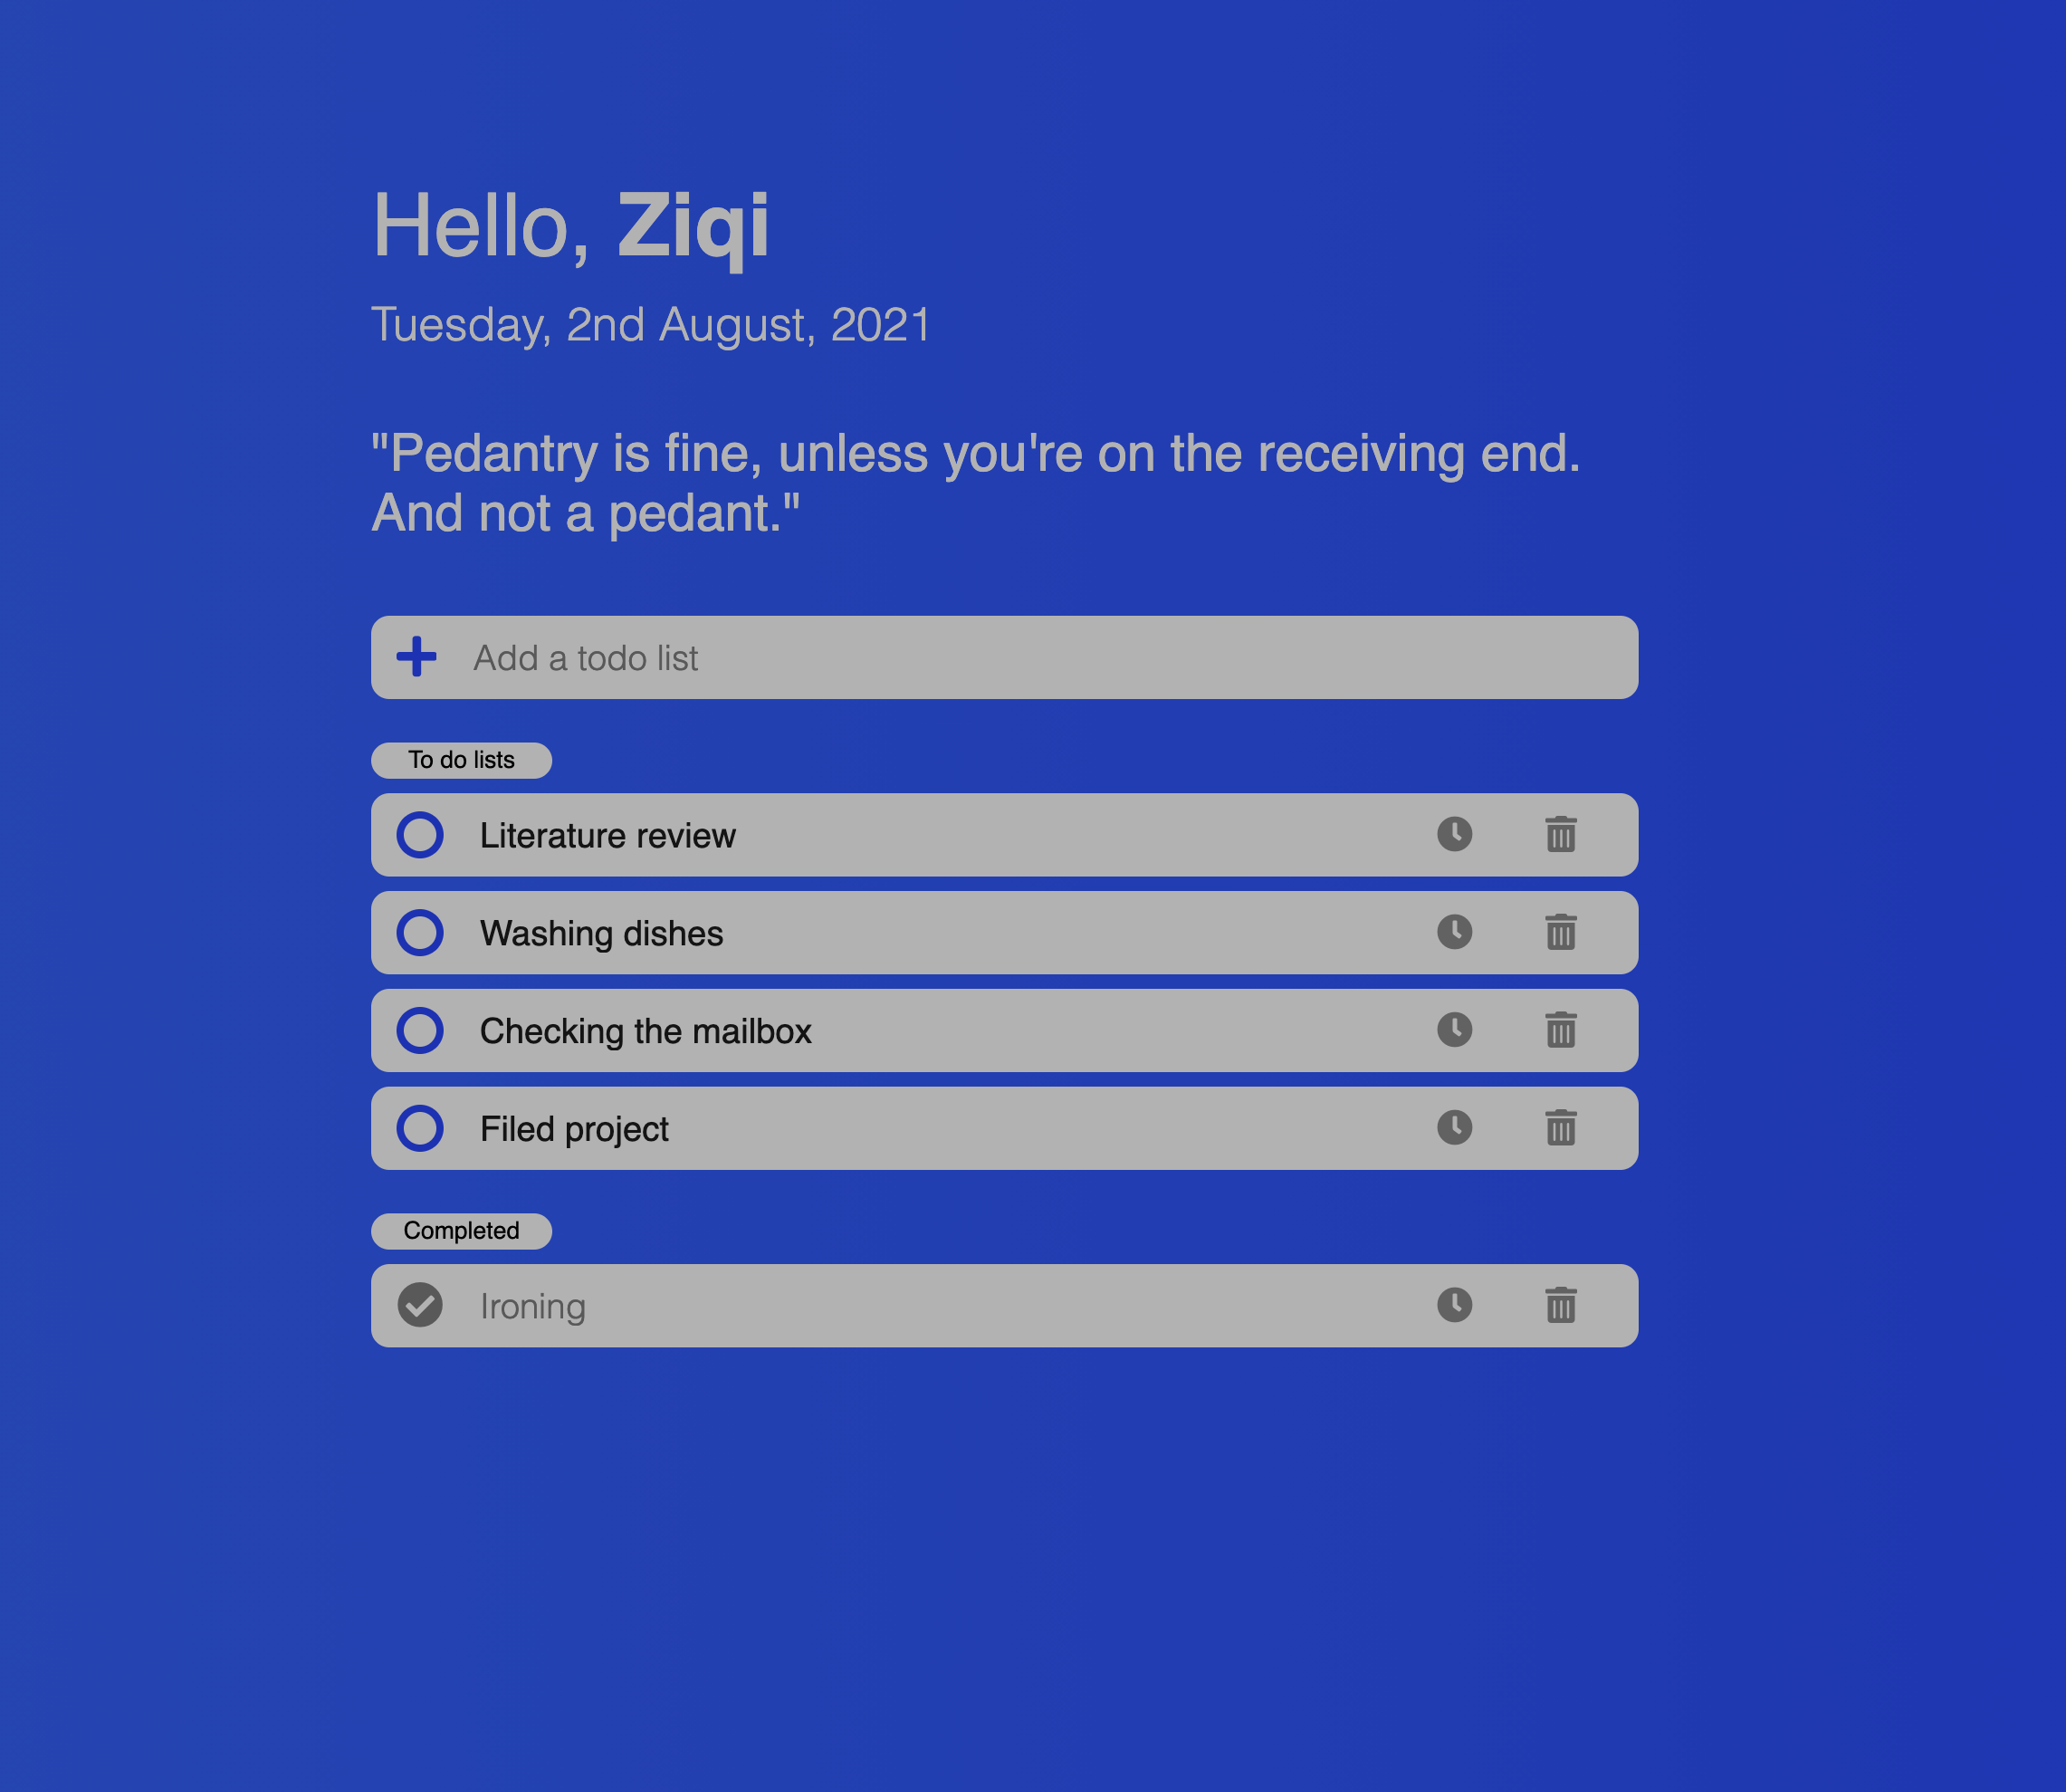 Hello, Ziqi
Tuesday, 2nd August, 2021
"Pedantry is fine, unless you're on the receiving end.
And not a pedant."
Add a todo list
To do lists
Literature review
Washing dishes
Checking the mailbox
Filed project
Completed
Ironing